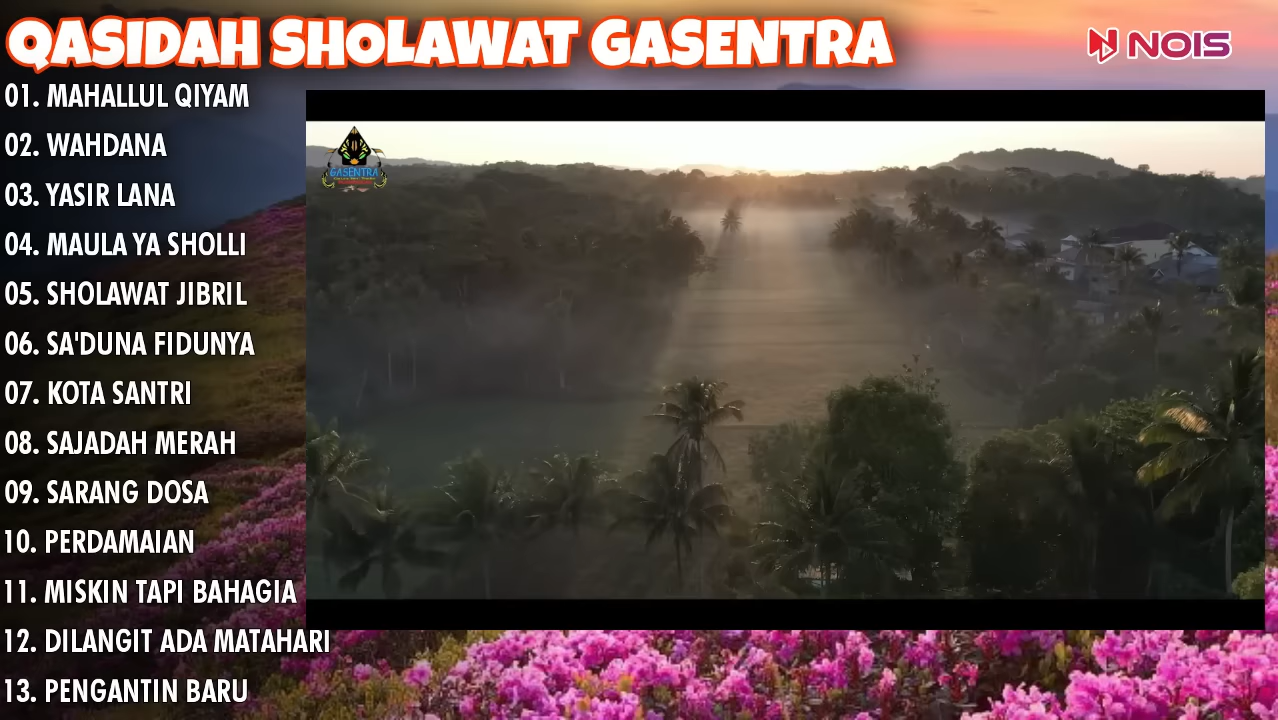 QASIDAH SHOLAWAT GASENTRA
NOIS
01. MAHALLUL QIYAM
02. WAHDANA
03. YASIR LANA
04. MAULA YA SHOLLI
05. SHOLAWAT JIBRIL
06. SA'DUNA FIDUNYA
07. KOTA SANTRI
08. SAJADAH MERAH
09. SARANG DOSA
10. PERDAMAIAN
11. MISKIN TAPI BAHAGIA
12. DILANGIT ADA MATAHARI
13. PENGANTIN BARU
GASENTRA